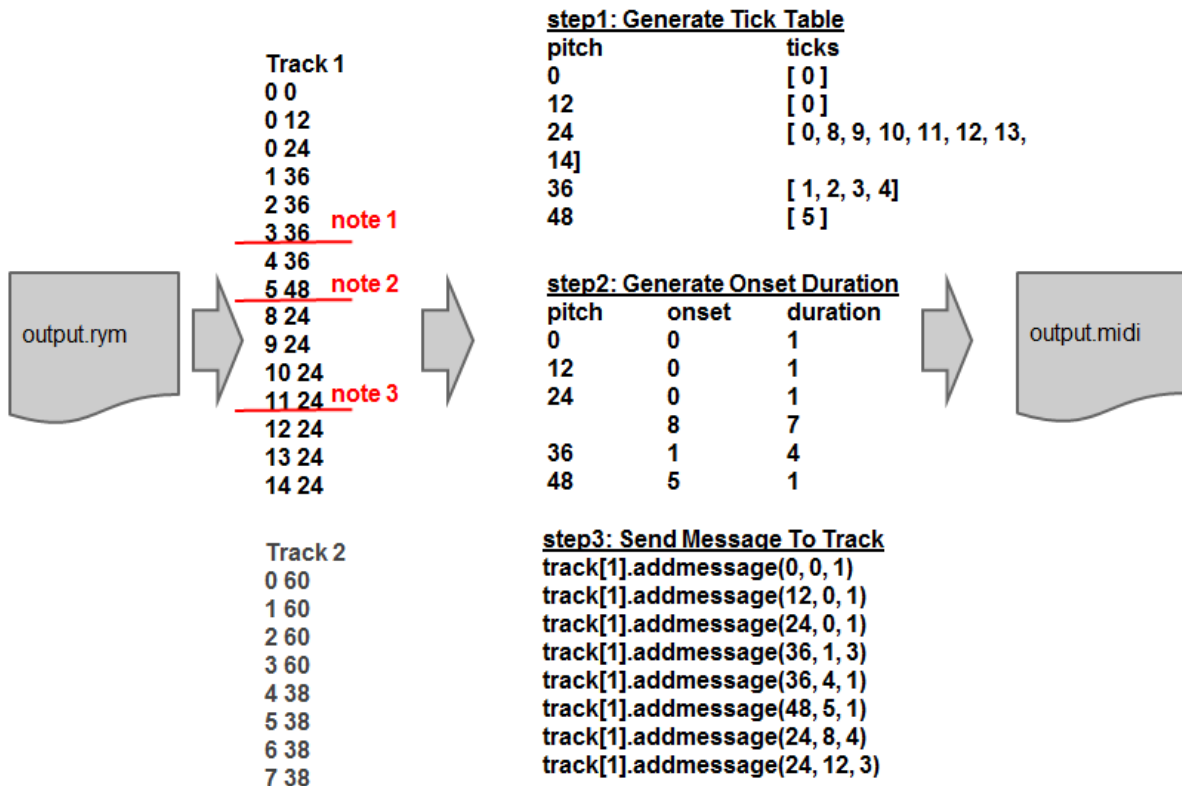 output.rym
Track 1
0 0
0 12
0 24
1 36
2 36
3 36
note 1
4 36
5 48
note 2
8 24
9 24
10 24
11 24
note 3
12 24
13 24
14 24
Track 2
0 60
1 60
2 60
3 60
4 38
5 38
6 38
7 38
step1: Generate Tick Table
pitch ticks
0 [ 0 ]
12 [ 0 ]
24 [ 0, 8, 9, 10, 11, 12, 13,
14]
36 [ 1, 2, 3, 4]
48 [ 5 ]
step2: Generate Onset Duration
pitch onset duration
0 0 1
12 0 1
24 0 1
8 7
36 1 4
48 5 1
step3: Send Message To Track
track[1].addmessage(0, 0, 1)
track[1].addmessage(12, 0, 1)
track[1].addmessage(24, 0, 1)
track[1].addmessage(36, 1, 3)
track[1].addmessage(36, 4, 1)
track[1].addmessage(48, 5, 1)
track[1].addmessage(24, 8, 4)
track[1].addmessage(24, 12, 3)
output.midi